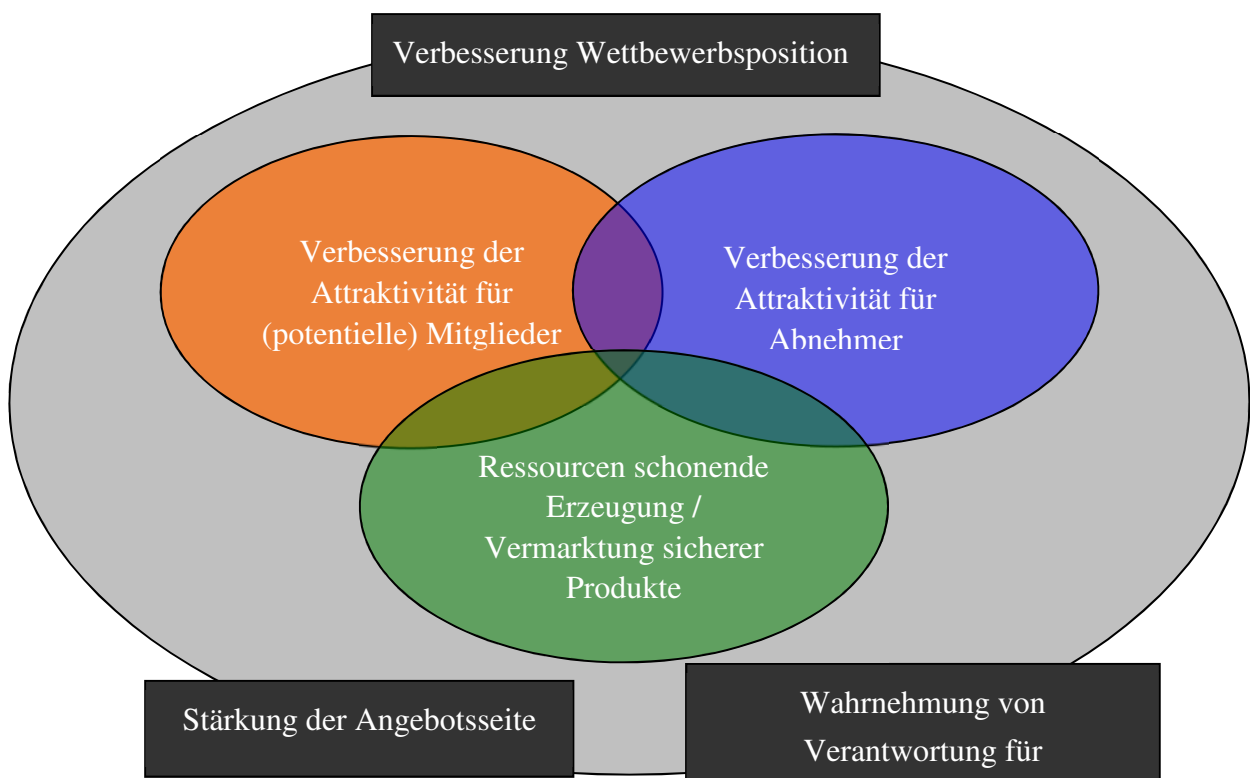 Verbesserung Wettbewerbsposition
Verbesserung der
Attraktivität für
(potentielle) Mitglieder
Verbesserung der
Attraktivität für
Abnehmer
Ressourcen schonende
Erzeugung /
Vermarktung sicherer
Produkte
Stärkung der Angebotsseite
Wahrnehmung von
Verantwortung für